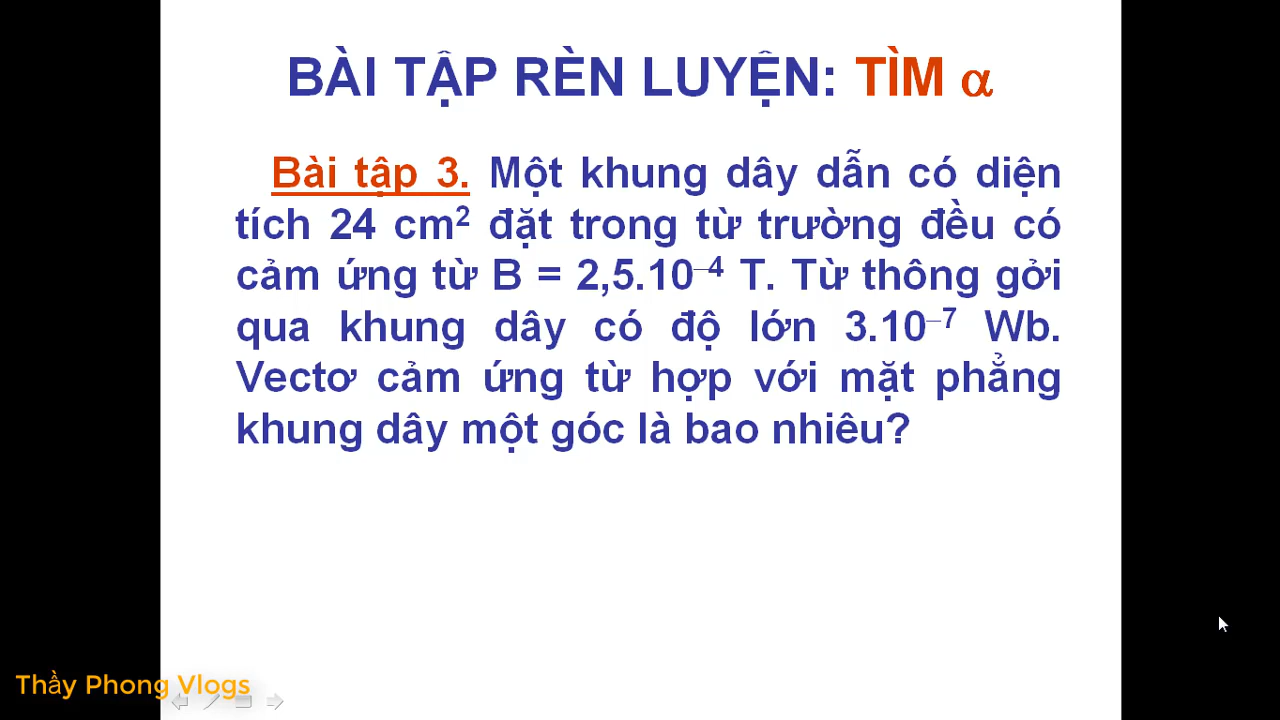 BÀI TẬP RÈN LUYỆN: TÌM α
Bài tập 3. Một khung dây dẫn có diện
tích 24 cm² đặt trong từ trường đều có
cảm ứng từ B = 2,5.10⁻⁴ T. Từ thông gởi
qua khung dây có độ lớn 3.10⁻⁷ Wb.
Vectơ cảm ứng từ hợp với mặt phẳng
khung dây một góc là bao nhiêu?
Thầy Phong Vlogs